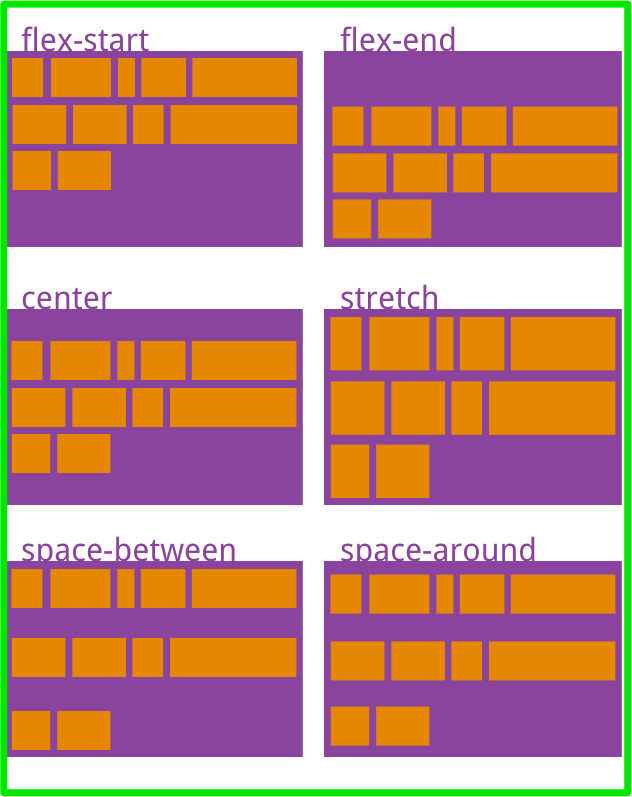 flex-start
flex-end
center
stretch
space-between
space-around